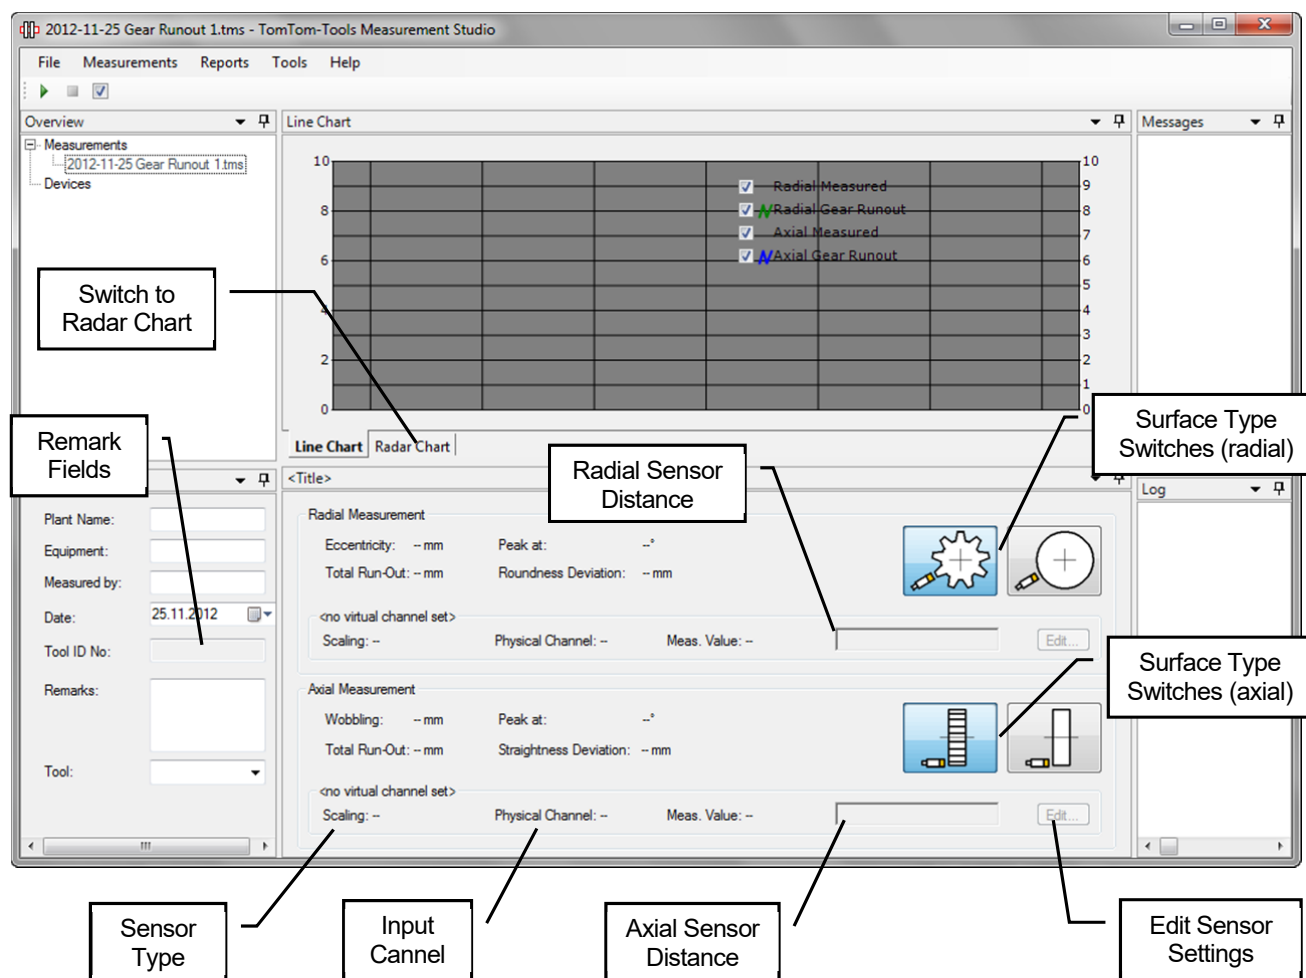 2012-11-25 Gear Runout 1.tms - TomTom-Tools Measurement Studio
File Measurements Reports Tools Help
Overview
Measurements
2012-11-25 Gear Runout 1.tms
Devices
Line Chart
10
8
6
4
2
0
Radial Measured
Radial Gear Runout
Axial Measured
Axial Gear Runout
10
9
8
7
6
5
4
3
2
1
0
Line Chart Radar Chart
Messages
Switch to
Radar Chart
Remark
Fields
Radial Sensor
Distance
Surface Type
Switches (radial)
Plant Name:
Equipment:
Measured by:
Date: 25.11.2012
Tool ID No:
Remarks:
Tool:
<Title>
Radial Measurement
Eccentricity: -- mm Peak at: --°
Total Run-Out: -- mm Roundness Deviation: -- mm
<no virtual channel set>
Scaling: -- Physical Channel: -- Meas. Value: -- Edit...
Axial Measurement
Wobbling: -- mm Peak at: --°
Total Run-Out: -- mm Straightness Deviation: -- mm
<no virtual channel set>
Scaling: -- Physical Channel: -- Meas. Value: -- Edit...
Log
Surface Type
Switches (axial)
Sensor
Type
Input
Cannel
Axial Sensor
Distance
Edit Sensor
Settings